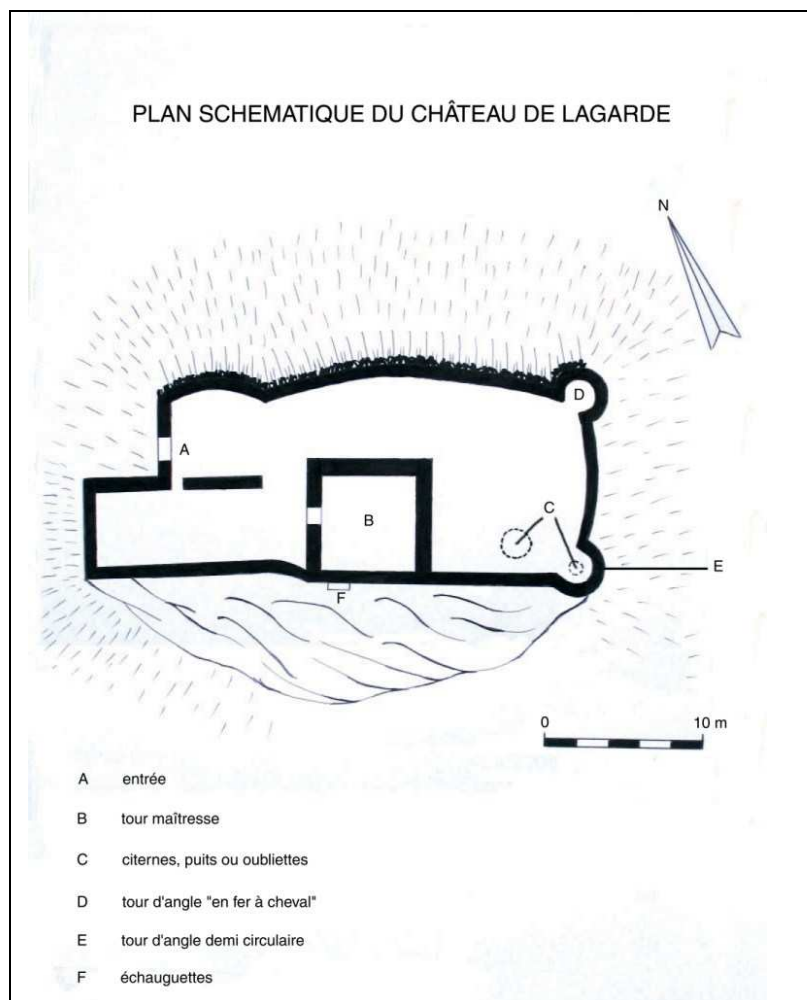 PLAN SCHEMATIQUE DU CHÂTEAU DE LAGARDE
N
D
A
C
B
E
F
0 10 m
A entrée
B tour maîtresse
C citernes, puits ou oubliettes
D tour d'angle "en fer à cheval"
E tour d'angle demi circulaire
F échauguettes